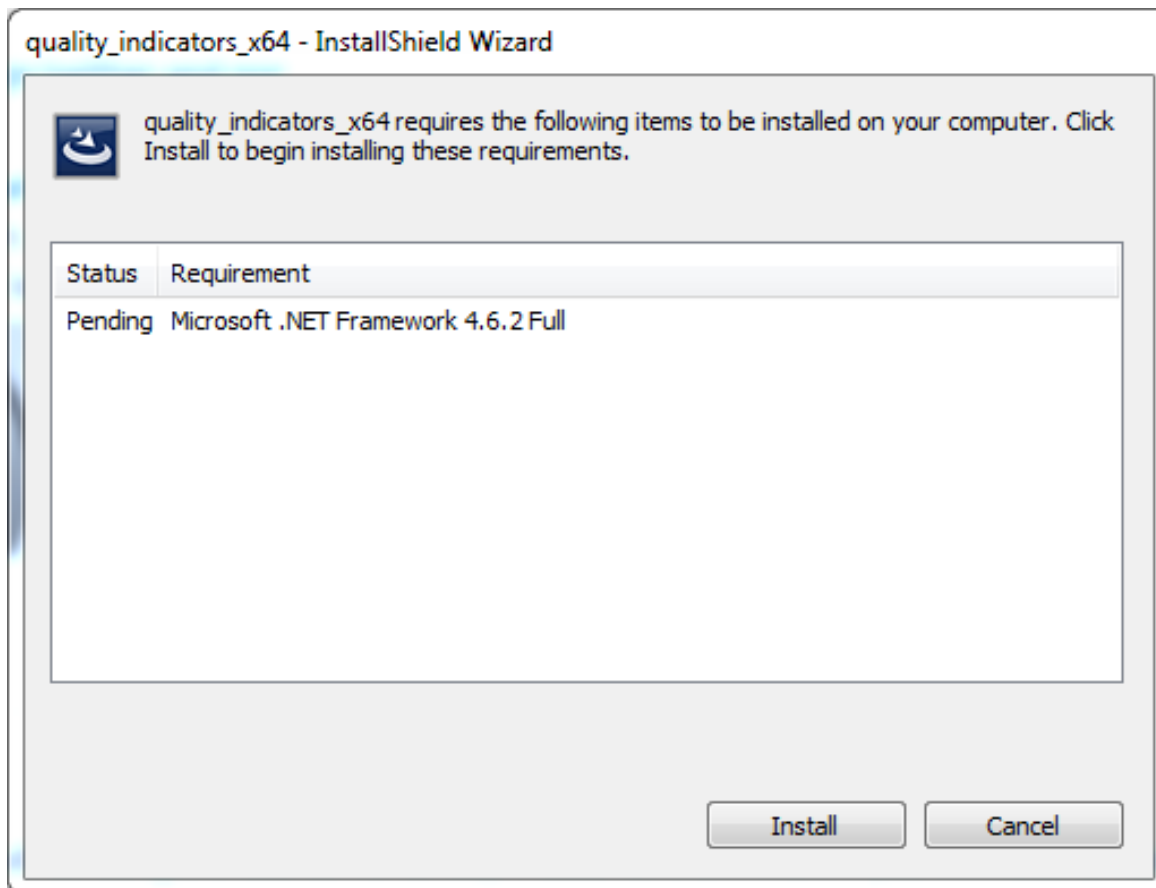 quality_indicators_x64 - InstallShield Wizard
quality_indicators_x64 requires the following items to be installed on your computer. Click
Install to begin installing these requirements.
Status Requirement
Pending Microsoft .NET Framework 4.6.2 Full
Install Cancel